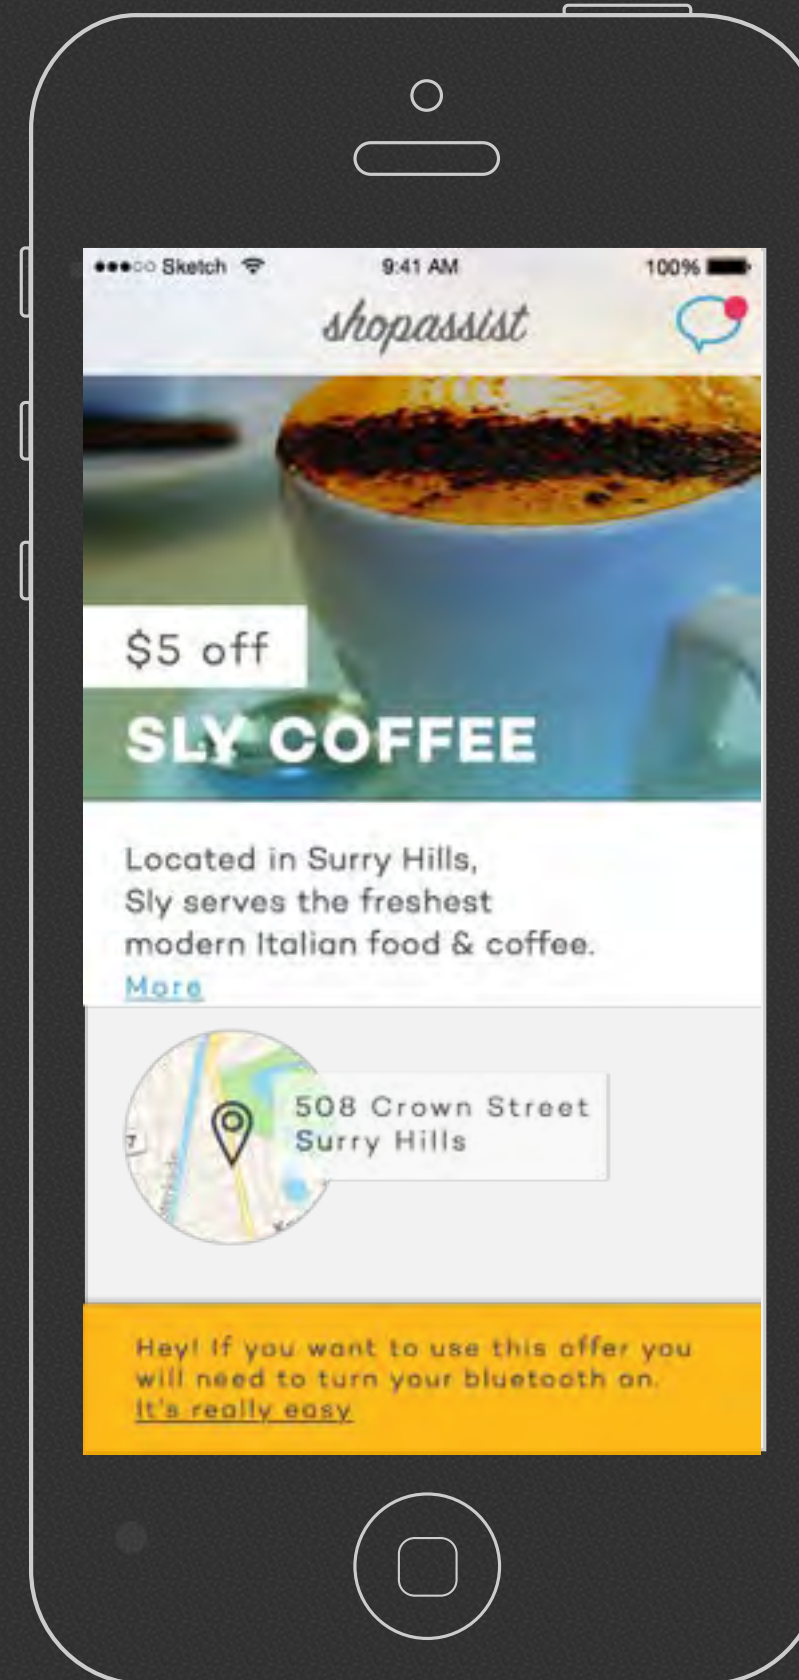 Sketch 9:41 AM 100%
shopassist
$5 off
SLY COFFEE
Located in Surry Hills,
Sly serves the freshest
modern Italian food & coffee.
More
508 Crown Street
Surry Hills
7
Hey! If you want to use this offer you
will need to turn your bluetooth on.
It's really easy